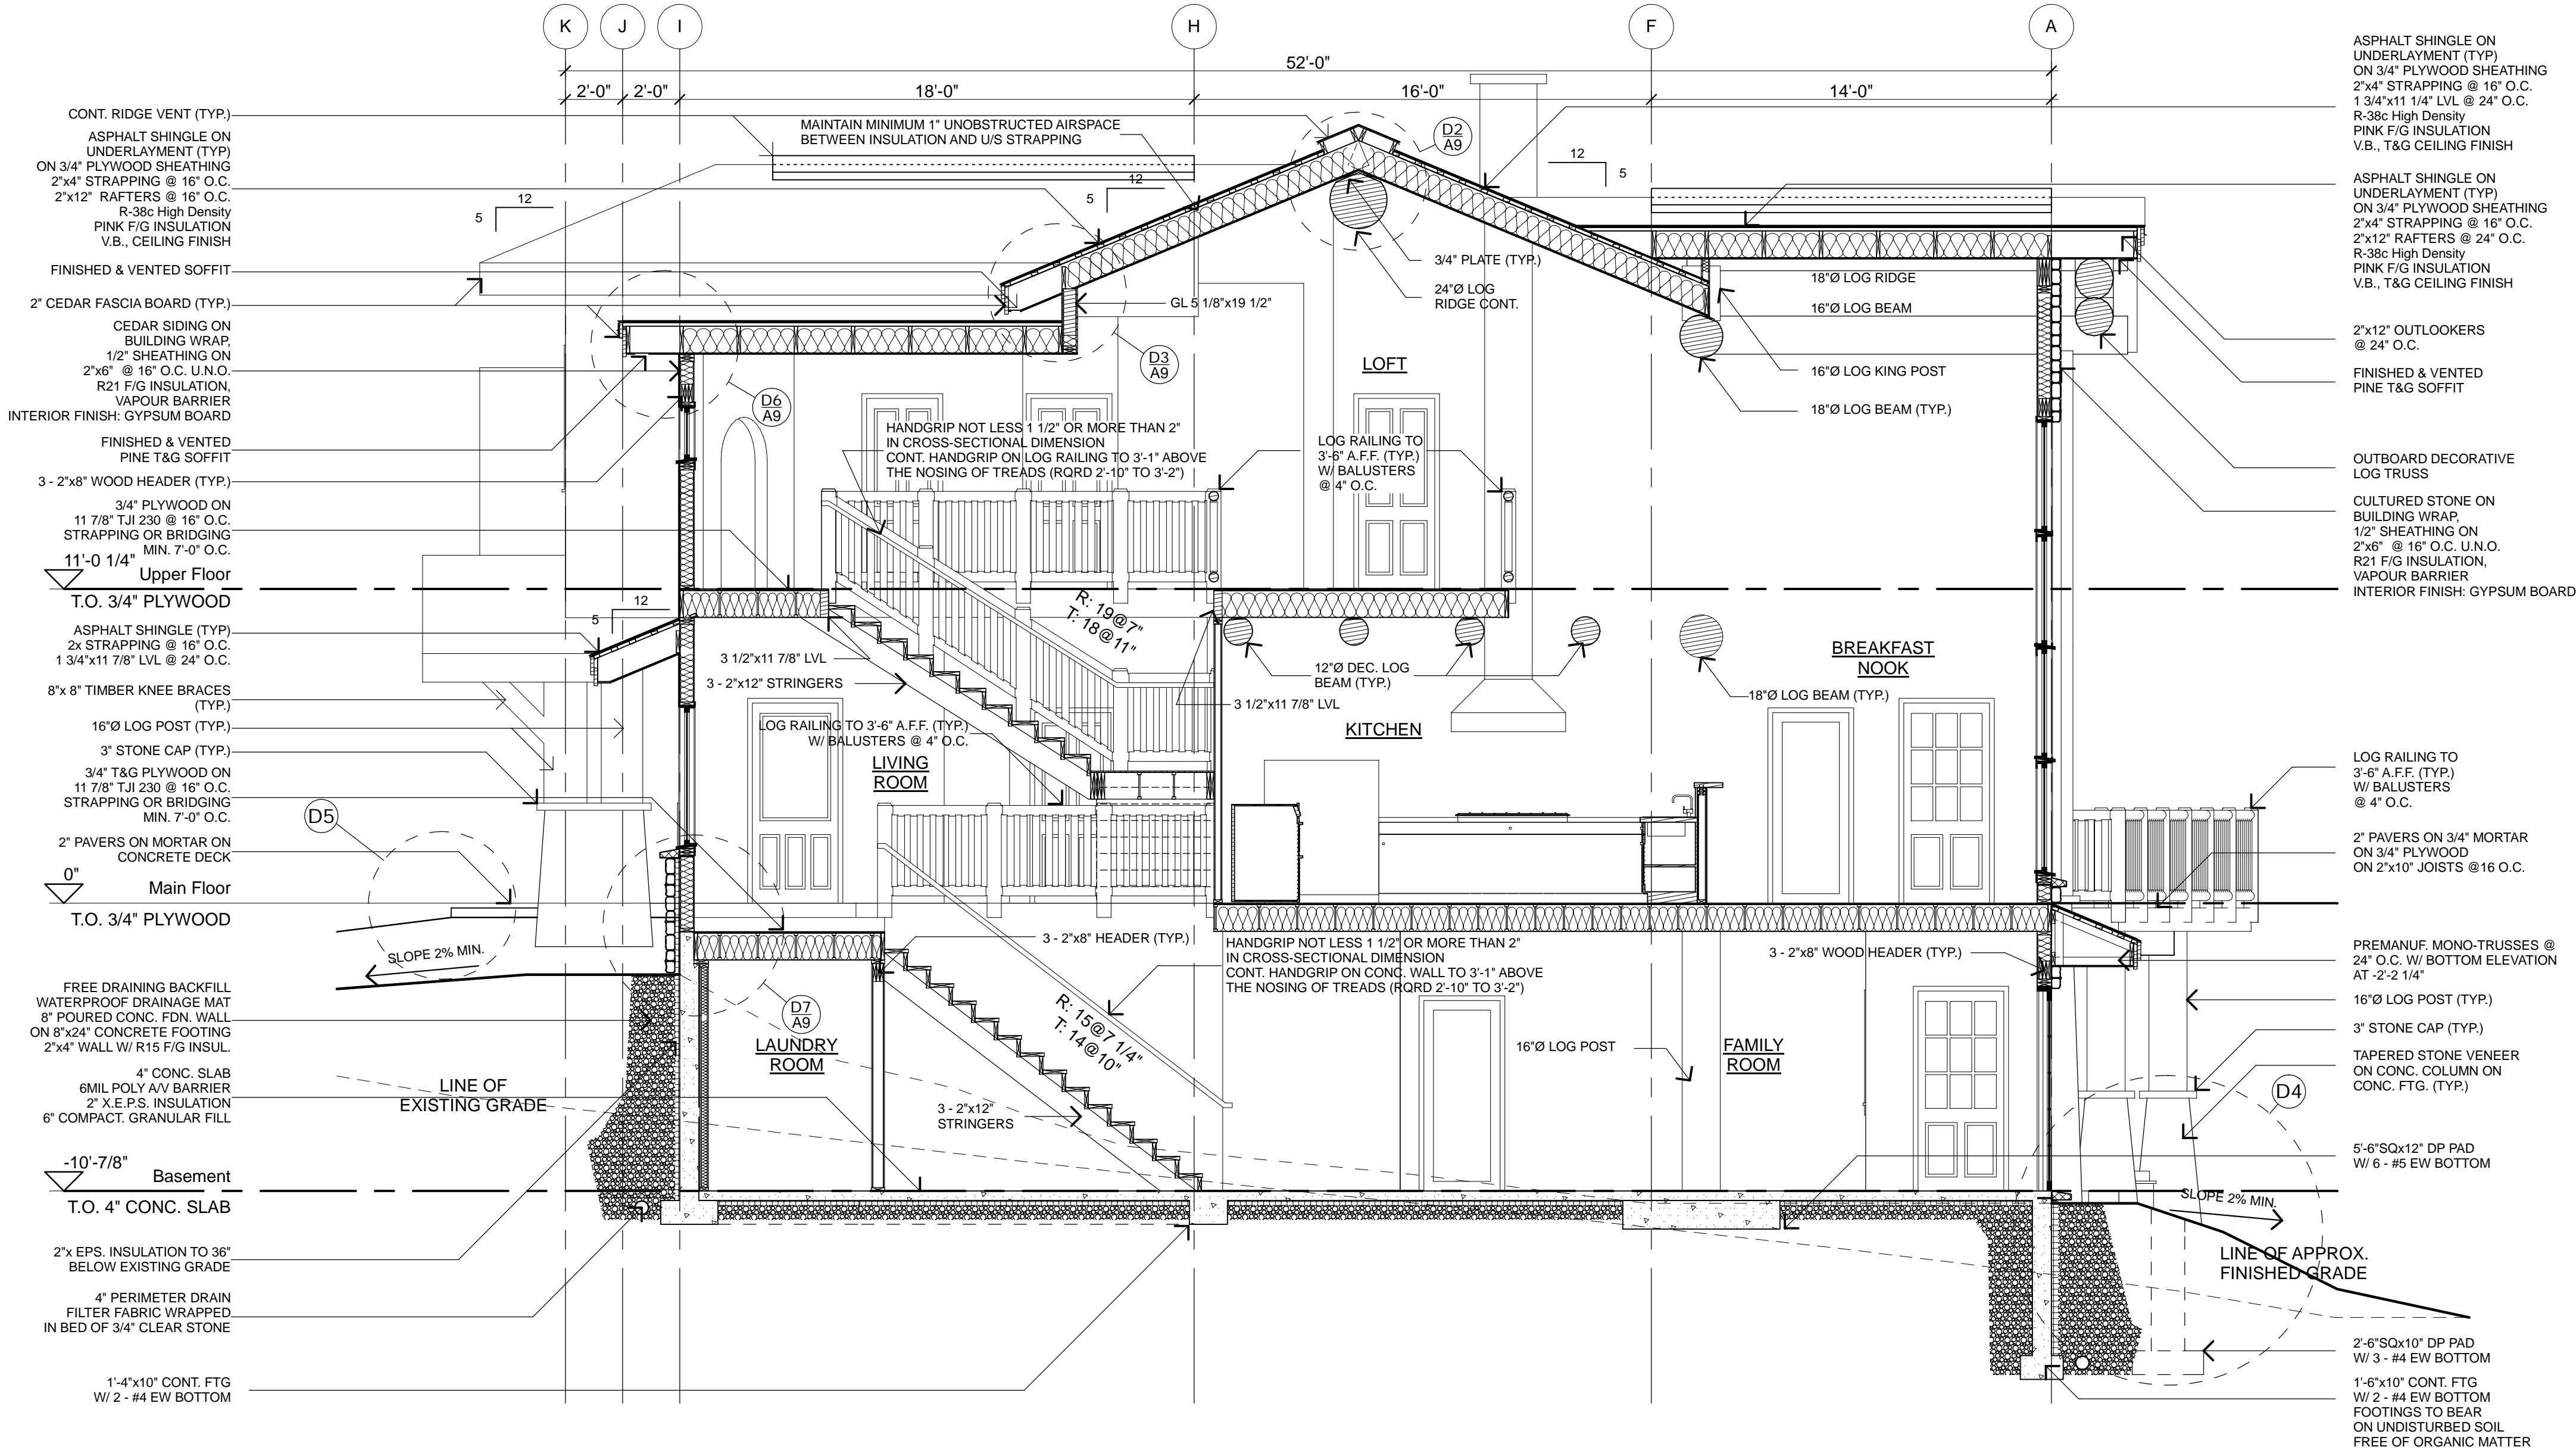 K
J
I
H
F
A
52'-0"
2'-0"
2'-0"
18'-0"
16'-0"
14'-0"
CONT. RIDGE VENT (TYP.)
ASPHALT SHINGLE ON
UNDERLAYMENT (TYP)
ON 3/4" PLYWOOD SHEATHING
2"x4" STRAPPING @ 16" O.C.
2"x12" RAFTERS @ 16" O.C.
R-38c High Density
PINK F/G INSULATION
V.B., CEILING FINISH
FINISHED & VENTED SOFFIT
2" CEDAR FASCIA BOARD (TYP.)
CEDAR SIDING ON
BUILDING WRAP,
1/2" SHEATHING ON
2"x6" @ 16" O.C. U.N.O.
R21 F/G INSULATION,
VAPOUR BARRIER
INTERIOR FINISH: GYPSUM BOARD
FINISHED & VENTED
PINE T&G SOFFIT
3 - 2"x8" WOOD HEADER (TYP.)
3/4" PLYWOOD ON
11 7/8" TJI 230 @ 16" O.C.
STRAPPING OR BRIDGING
MIN. 7'-0" O.C.
11'-0 1/4"
Upper Floor
T.O. 3/4" PLYWOOD
ASPHALT SHINGLE (TYP)
2x STRAPPING @ 16" O.C.
1 3/4"x11 7/8" LVL @ 24" O.C.
8"x 8" TIMBER KNEE BRACES
(TYP.)
16"Ø LOG POST (TYP.)
3" STONE CAP (TYP.)
3/4" T&G PLYWOOD ON
11 7/8" TJI 230 @ 16" O.C.
STRAPPING OR BRIDGING
MIN. 7'-0" O.C.
2" PAVERS ON MORTAR ON
CONCRETE DECK
0"
Main Floor
T.O. 3/4" PLYWOOD
FREE DRAINING BACKFILL
WATERPROOF DRAINAGE MAT
8" POURED CONC. FDN. WALL
ON 8"x24" CONCRETE FOOTING
2"x4" WALL W/ R15 F/G INSUL.
4" CONC. SLAB
6MIL POLY A/V BARRIER
2" X.E.P.S. INSULATION
6" COMPACT. GRANULAR FILL
-10'-7/8"
Basement
T.O. 4" CONC. SLAB
2"x EPS. INSULATION TO 36"
BELOW EXISTING GRADE
4" PERIMETER DRAIN
FILTER FABRIC WRAPPED
IN BED OF 3/4" CLEAR STONE
1'-4"x10" CONT. FTG
W/ 2 - #4 EW BOTTOM
MAINTAIN MINIMUM 1" UNOBSTRUCTED AIRSPACE
BETWEEN INSULATION AND U/S STRAPPING
D2
A9
12
5
12
5
12
5
3/4" PLATE (TYP.)
24"Ø LOG
RIDGE CONT.
GL 5 1/8"x19 1/2"
D3
A9
LOFT
18"Ø LOG RIDGE
16"Ø LOG BEAM
16"Ø LOG KING POST
18"Ø LOG BEAM (TYP.)
D6
A9
HANDGRIP NOT LESS 1 1/2" OR MORE THAN 2"
IN CROSS-SECTIONAL DIMENSION
CONT. HANDGRIP ON LOG RAILING TO 3'-1" ABOVE
THE NOSING OF TREADS (RQRD 2'-10" TO 3'-2")
LOG RAILING TO
3'-6" A.F.F. (TYP.)
W/ BALUSTERS
@ 4" O.C.
12
5
R: 19@7"
T: 18@11"
3 1/2"x11 7/8" LVL
3 - 2"x12" STRINGERS
LOG RAILING TO 3'-6" A.F.F. (TYP.)
W/ BALUSTERS @ 4" O.C.
LIVING
ROOM
12"Ø DEC. LOG
BEAM (TYP.)
3 1/2"x11 7/8" LVL
KITCHEN
18"Ø LOG BEAM (TYP.)
BREAKFAST
NOOK
D5
SLOPE 2% MIN.
3 - 2"x8" HEADER (TYP.)
HANDGRIP NOT LESS 1 1/2" OR MORE THAN 2"
IN CROSS-SECTIONAL DIMENSION
CONT. HANDGRIP ON CONC. WALL TO 3'-1" ABOVE
THE NOSING OF TREADS (RQRD 2'-10" TO 3'-2")
3 - 2"x8" WOOD HEADER (TYP.)
D7
A9
LAUNDRY
ROOM
R: 15@7 1/4"
T: 14@10"
16"Ø LOG POST
FAMILY
ROOM
LINE OF
EXISTING GRADE
3 - 2"x12"
STRINGERS
ASPHALT SHINGLE ON
UNDERLAYMENT (TYP)
ON 3/4" PLYWOOD SHEATHING
2"x4" STRAPPING @ 16" O.C.
1 3/4"x11 1/4" LVL @ 24" O.C.
R-38c High Density
PINK F/G INSULATION
V.B., T&G CEILING FINISH
ASPHALT SHINGLE ON
UNDERLAYMENT (TYP)
ON 3/4" PLYWOOD SHEATHING
2"x4" STRAPPING @ 16" O.C.
2"x12" RAFTERS @ 24" O.C.
R-38c High Density
PINK F/G INSULATION
V.B., T&G CEILING FINISH
2"x12" OUTLOOKERS
@ 24" O.C.
FINISHED & VENTED
PINE T&G SOFFIT
OUTBOARD DECORATIVE
LOG TRUSS
CULTURED STONE ON
BUILDING WRAP,
1/2" SHEATHING ON
2"x6" @ 16" O.C. U.N.O.
R21 F/G INSULATION,
VAPOUR BARRIER
INTERIOR FINISH: GYPSUM BOARD
LOG RAILING TO
3'-6" A.F.F. (TYP.)
W/ BALUSTERS
@ 4" O.C.
2" PAVERS ON 3/4" MORTAR
ON 3/4" PLYWOOD
ON 2"x10" JOISTS @16 O.C.
PREMANUF. MONO-TRUSSES @
24" O.C. W/ BOTTOM ELEVATION
AT -2'-2 1/4"
16"Ø LOG POST (TYP.)
3" STONE CAP (TYP.)
TAPERED STONE VENEER
ON CONC. COLUMN ON
CONC. FTG. (TYP.)
D4
5'-6"SQx12" DP PAD
W/ 6 - #5 EW BOTTOM
SLOPE 2% MIN.
LINE OF APPROX.
FINISHED GRADE
2'-6"SQx10" DP PAD
W/ 3 - #4 EW BOTTOM
1'-6"x10" CONT. FTG
W/ 2 - #4 EW BOTTOM
FOOTINGS TO BEAR
ON UNDISTURBED SOIL
FREE OF ORGANIC MATTER